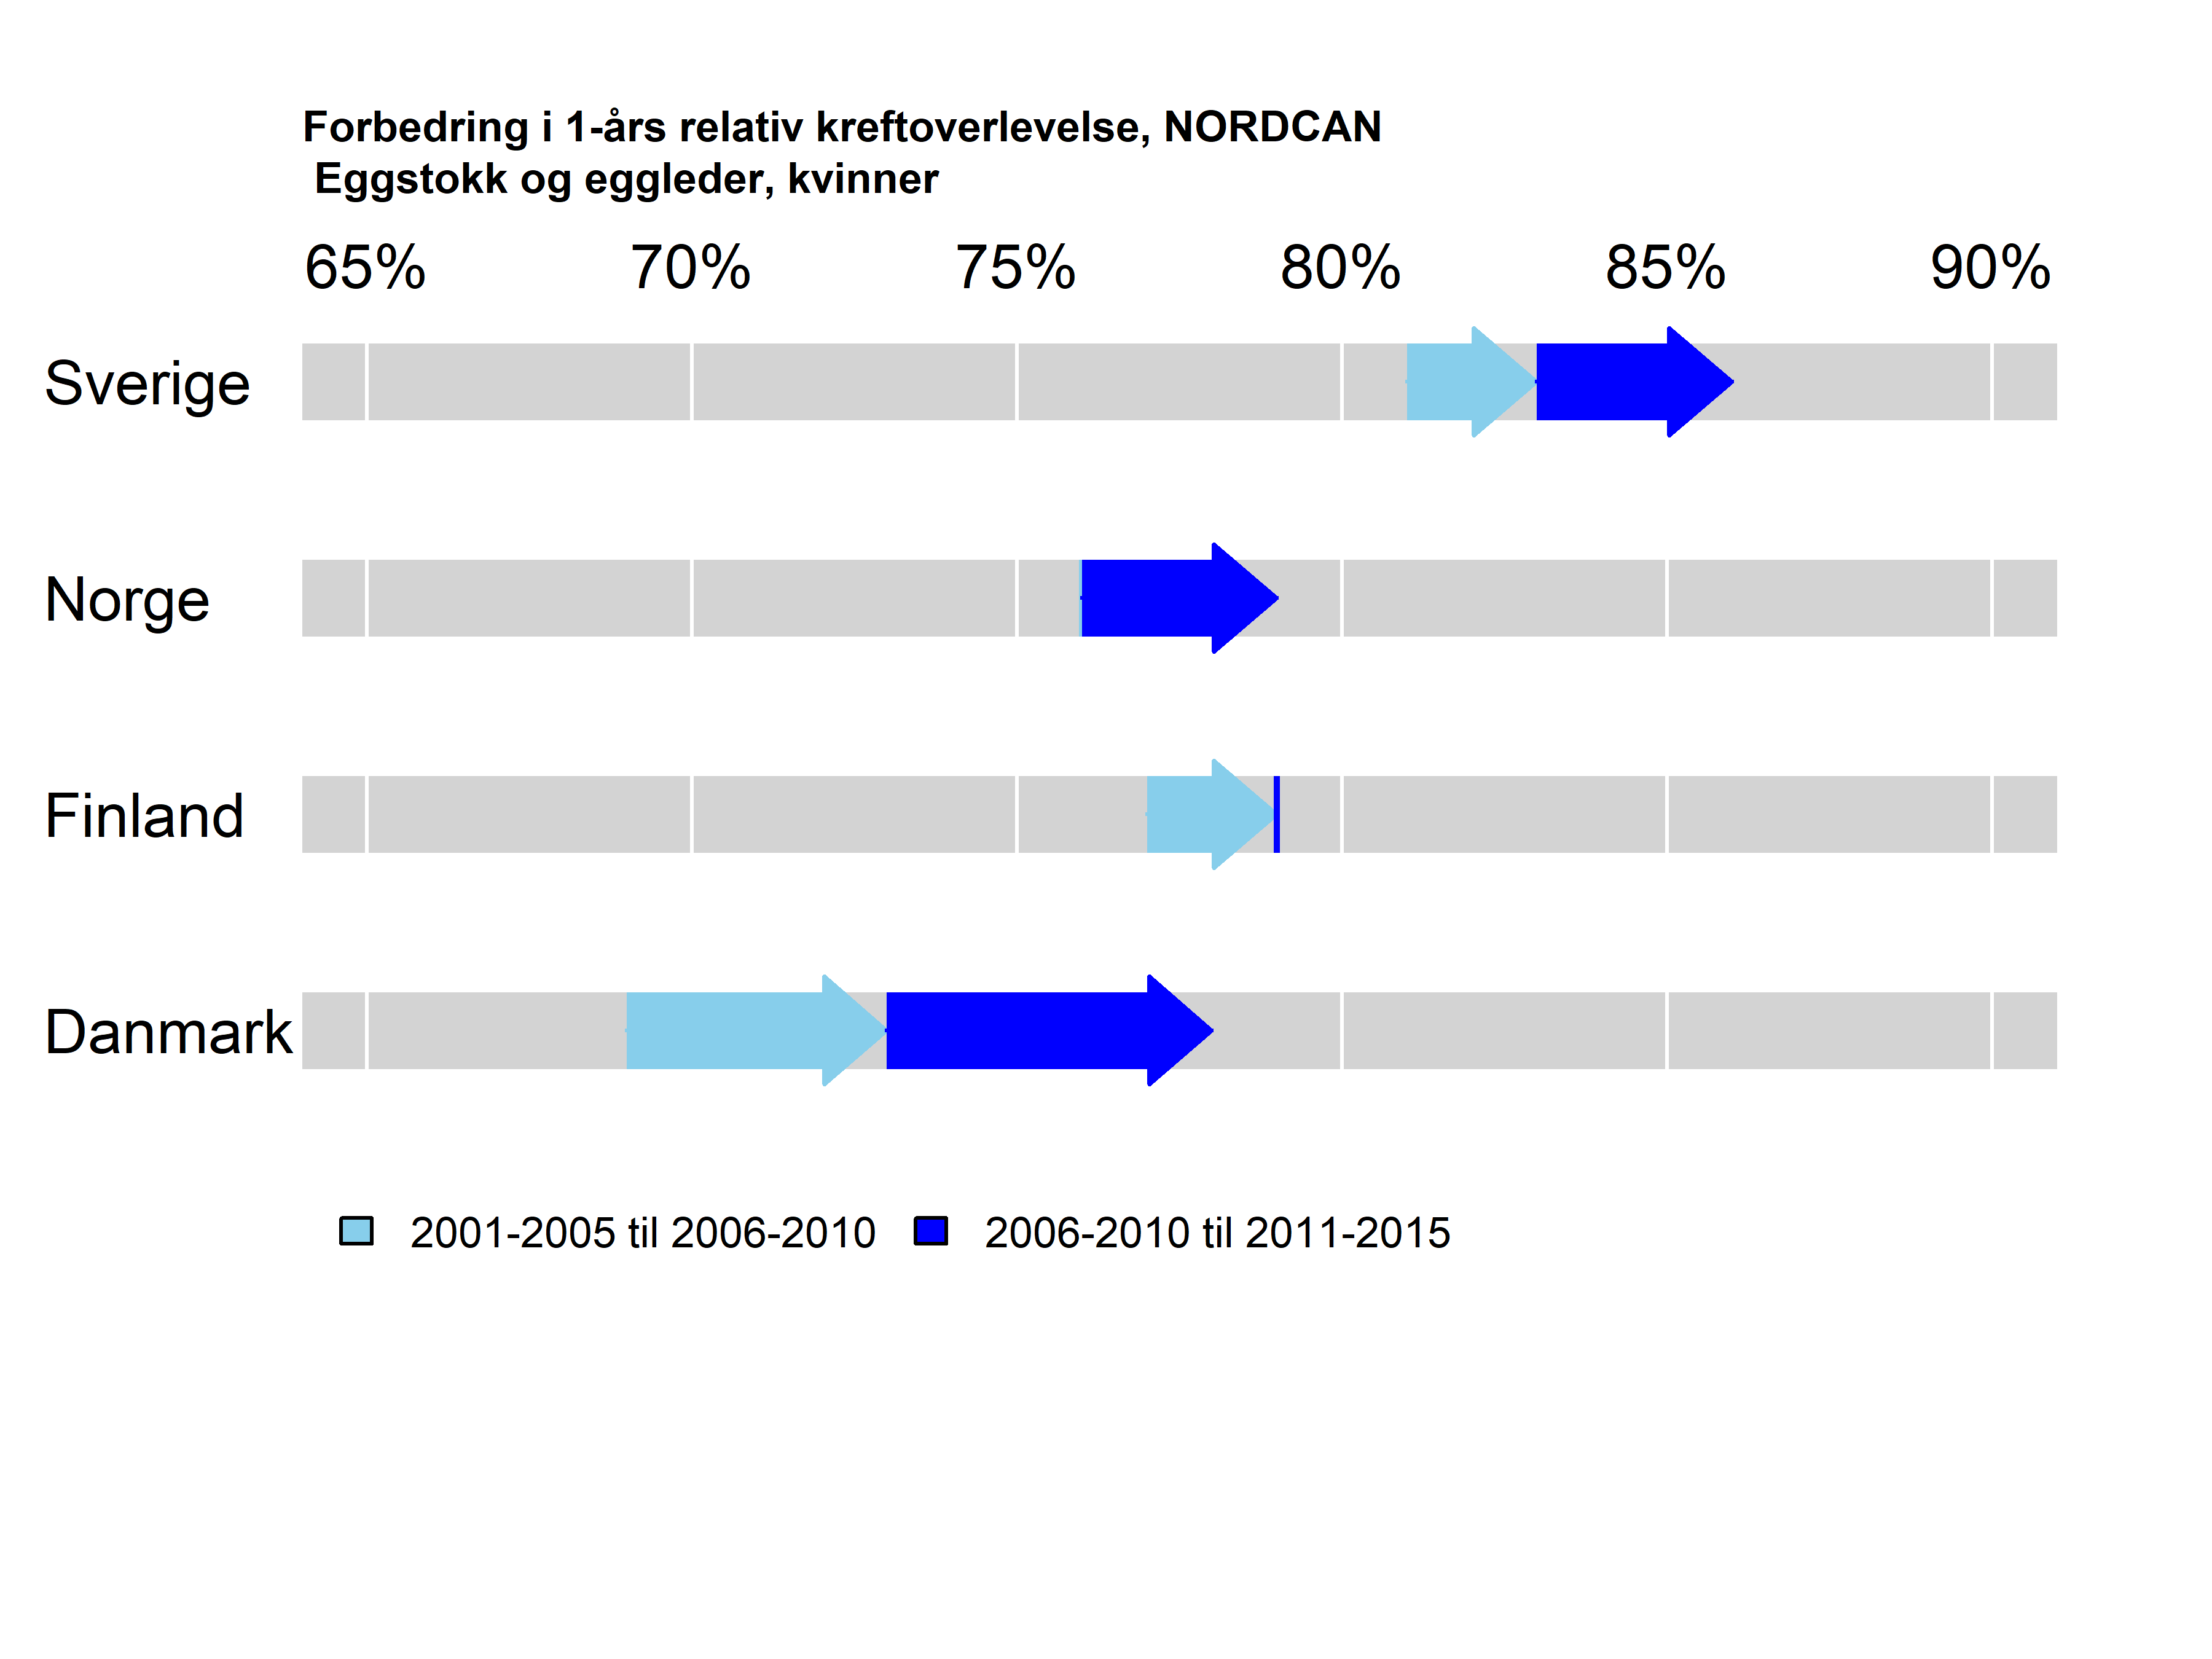 Forbedring i 1-års relativ kreftoverlevelse, NORDCAN
Eggstokk og eggleder, kvinner
65% 70% 75% 80% 85% 90%
Sverige
Norge
Finland
Danmark
2001-2005 til 2006-2010 2006-2010 til 2011-2015